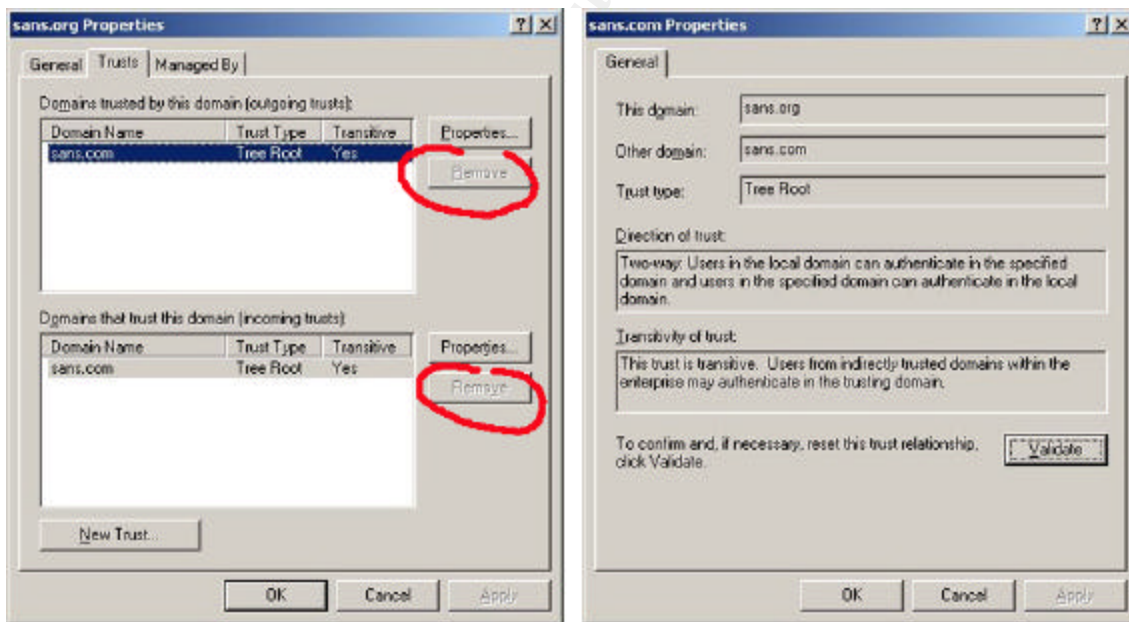 sans.org Properties
General Trusts Managed By
Domains trusted by this domain (outgoing trusts):
Domain Name Trust Type Transitive
sans.com Tree Root Yes
Properties...
Remove
Domains that trust this domain (incoming trusts):
Domain Name Trust Type Transitive
sans.com Tree Root Yes
Properties...
Remove
New Trust...
OK Cancel Apply
sans.com Properties
General
This domain: sans.org
Other domain: sans.com
Trust type: Tree Root
Direction of trust:
Two-way: Users in the local domain can authenticate in the specified
domain and users in the specified domain can authenticate in the local
domain.
Transitivity of trust:
This trust is transitive. Users from indirectly trusted domains within the
enterprise may authenticate in the trusting domain.
To confirm and, if necessary, reset this trust relationship,
click Validate.
Validate
OK Cancel Apply